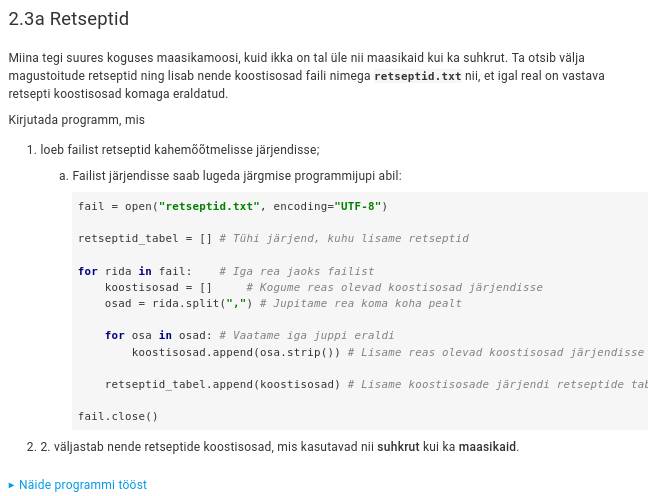 2.3a Retseptid
Miina tegi suures koguses maasikamoosi, kuid ikka on tal üle nii maasikaid kui ka suhkrut. Ta otsib välja
magustoitude retseptid ning lisab nende koostisosad faili nimega retseptid.txt nii, et igal real on vastava
retsepti koostisosad komaga eraldatud.
Kirjutada programm, mis
1. loeb failist retseptid kahemõõtmelisse järjendisse;
a. Failist järjendisse saab lugeda järgmise programmijupi abil:
fail = open("retseptid.txt", encoding="UTF-8")
retseptid_tabel = [] # Tühi järjend, kuhu lisame retseptid
for rida in fail:    # Iga rea jaoks failist
    koostisosad = []     # Kogume reas olevad koostisosad järjendisse
    osad = rida.split(",") # Jupitame rea koma koha pealt
    for osa in osad: # Vaatame iga juppi eraldi
        koostisosad.append(osa.strip()) # Lisame reas olevad koostisosad järjendisse
    retseptid_tabel.append(koostisosad) # Lisame koostisosade järjendi retseptide tab
fail.close()
2. 2. väljastab nende retseptide koostisosad, mis kasutavad nii suhkrut kui ka maasikaid.
► Näide programmi tööst